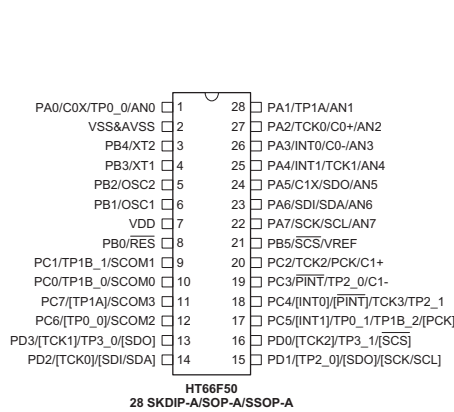 PA0/C0X/TP0_0/AN0 1 28 PA1/TP1A/AN1
VSS&AVSS 2 27 PA2/TCK0/C0+/AN2
PB4/XT2 3 26 PA3/INT0/C0-/AN3
PB3/XT1 4 25 PA4/INT1/TCK1/AN4
PB2/OSC2 5 24 PA5/C1X/SDO/AN5
PB1/OSC1 6 23 PA6/SDI/SDA/AN6
VDD 7 22 PA7/SCK/SCL/AN7
PB0/RES 8 21 PB5/SCS/VREF
PC1/TP1B_1/SCOM1 9 20 PC2/TCK2/PCK/C1+
PC0/TP1B_0/SCOM0 10 19 PC3/PINT/TP2_0/C1-
PC7/[TP1A]/SCOM3 11 18 PC4/[INT0]/[PINT]/TCK3/TP2_1
PC6/[TP0_0]/SCOM2 12 17 PC5/[INT1]/TP0_1/TP1B_2/[PCK]
PD3/[TCK1]/TP3_0/[SDO] 13 16 PD0/[TCK2]/TP3_1/[SCS]
PD2/[TCK0]/[SDI/SDA] 14 15 PD1/[TP2_0]/[SDO]/[SCK/SCL]
HT66F50
28 SKDIP-A/SOP-A/SSOP-A